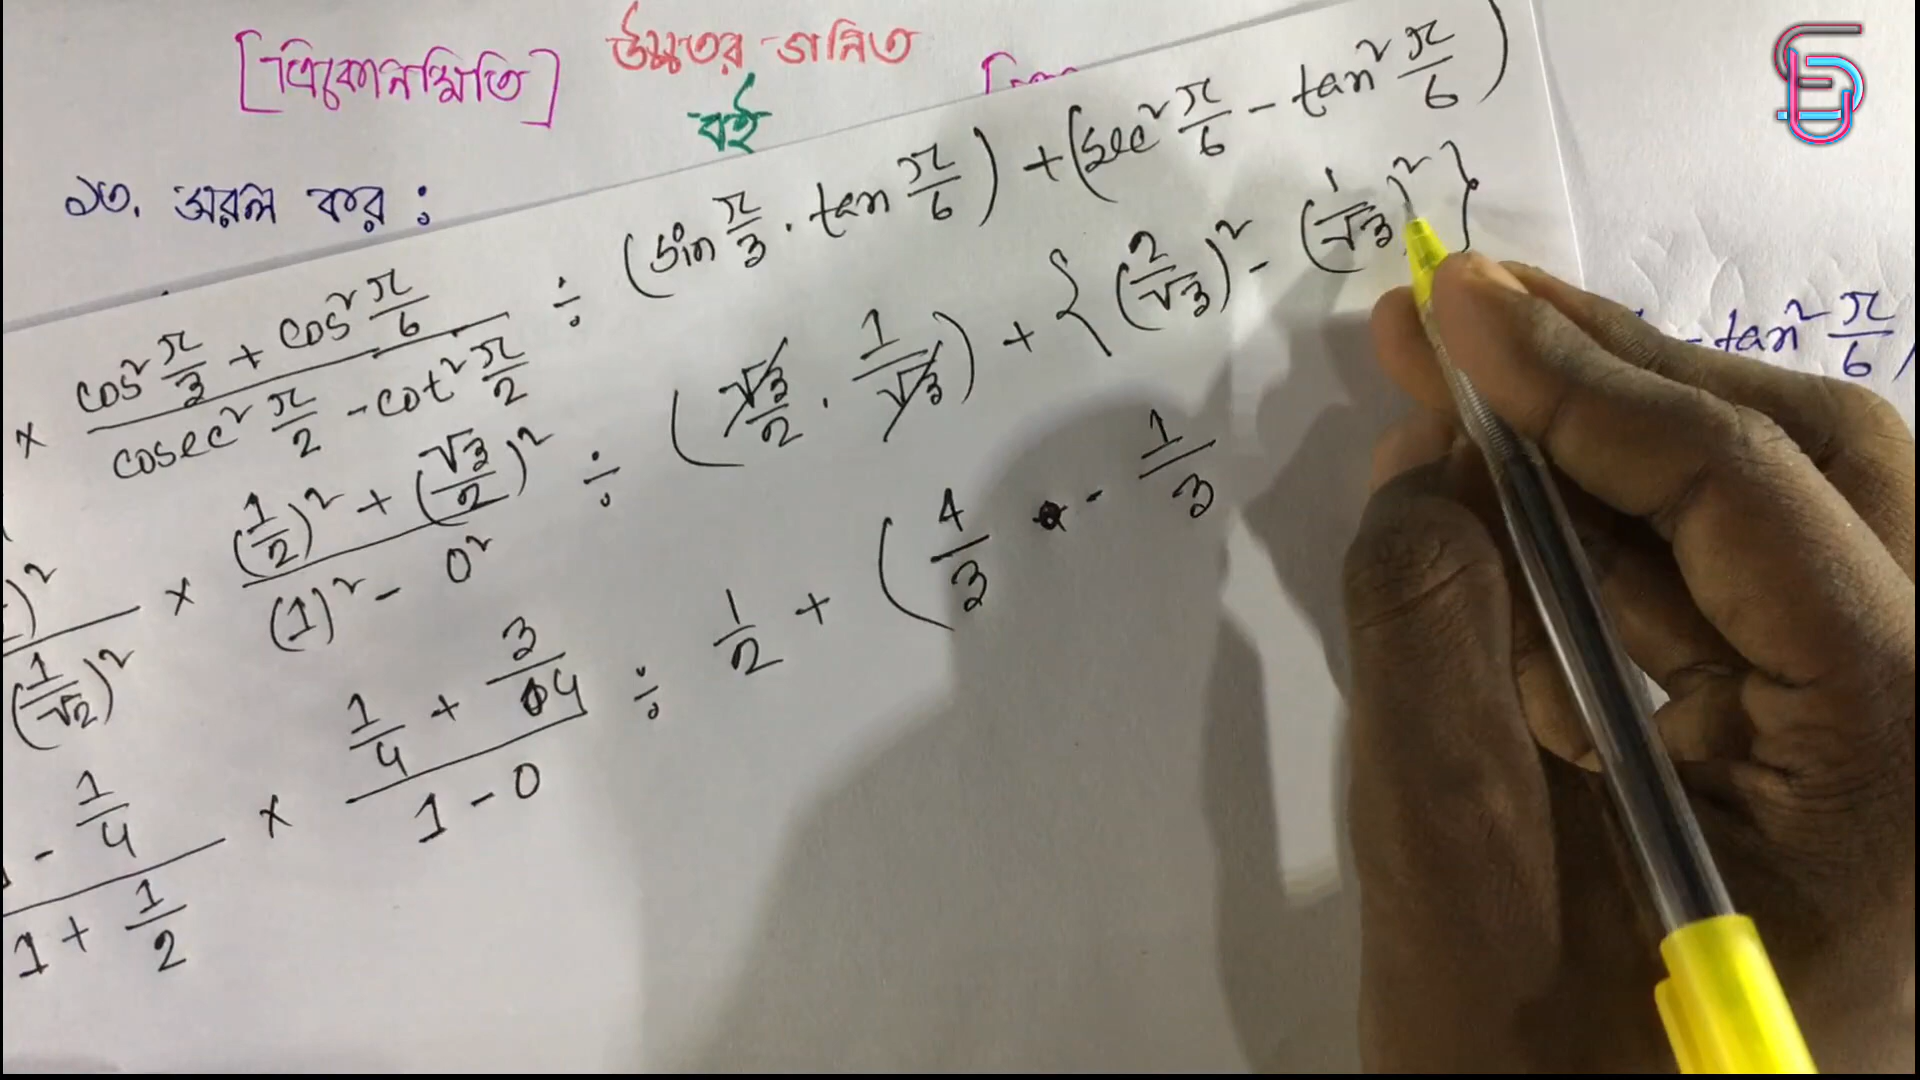 [ত্রিকোনমিতি]
উচ্চতর গনিত
বই
১৩. সরল কর :
× (cos² π/3 + cos² π/6) / (cosec² π/2 - cot² π/2) ÷ (sin π/3 . tan π/6) + (sec² π/6 - tan² π/6)
)² / (1/√2)² × ((1/2)² + (√3/2)²) / ((1)² - 0²) ÷ (√3/2 . 1/√3) + {(2/√3)² - (1/√3)²}
- 1/4 / 1 + 1/2 × (1/4 + 3/4) / (1 - 0) ÷ 1/2 + (4/3 - 1/3
- tan² π/6)